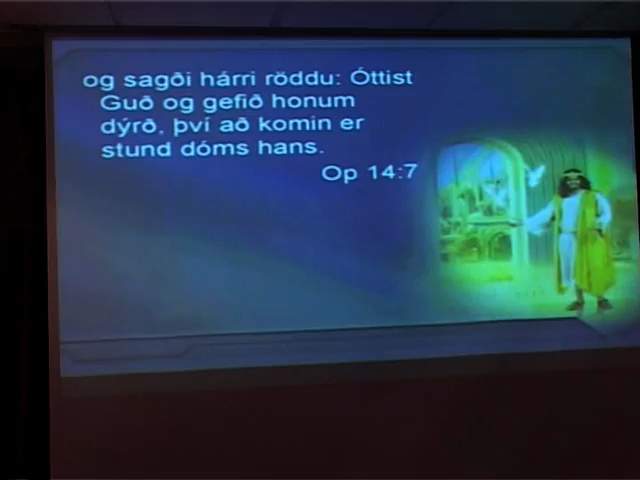 og sagði hárri röddu: Óttist
Guð og gefið honum
dýrð, því að komin er
stund dóms hans.
Op 14:7